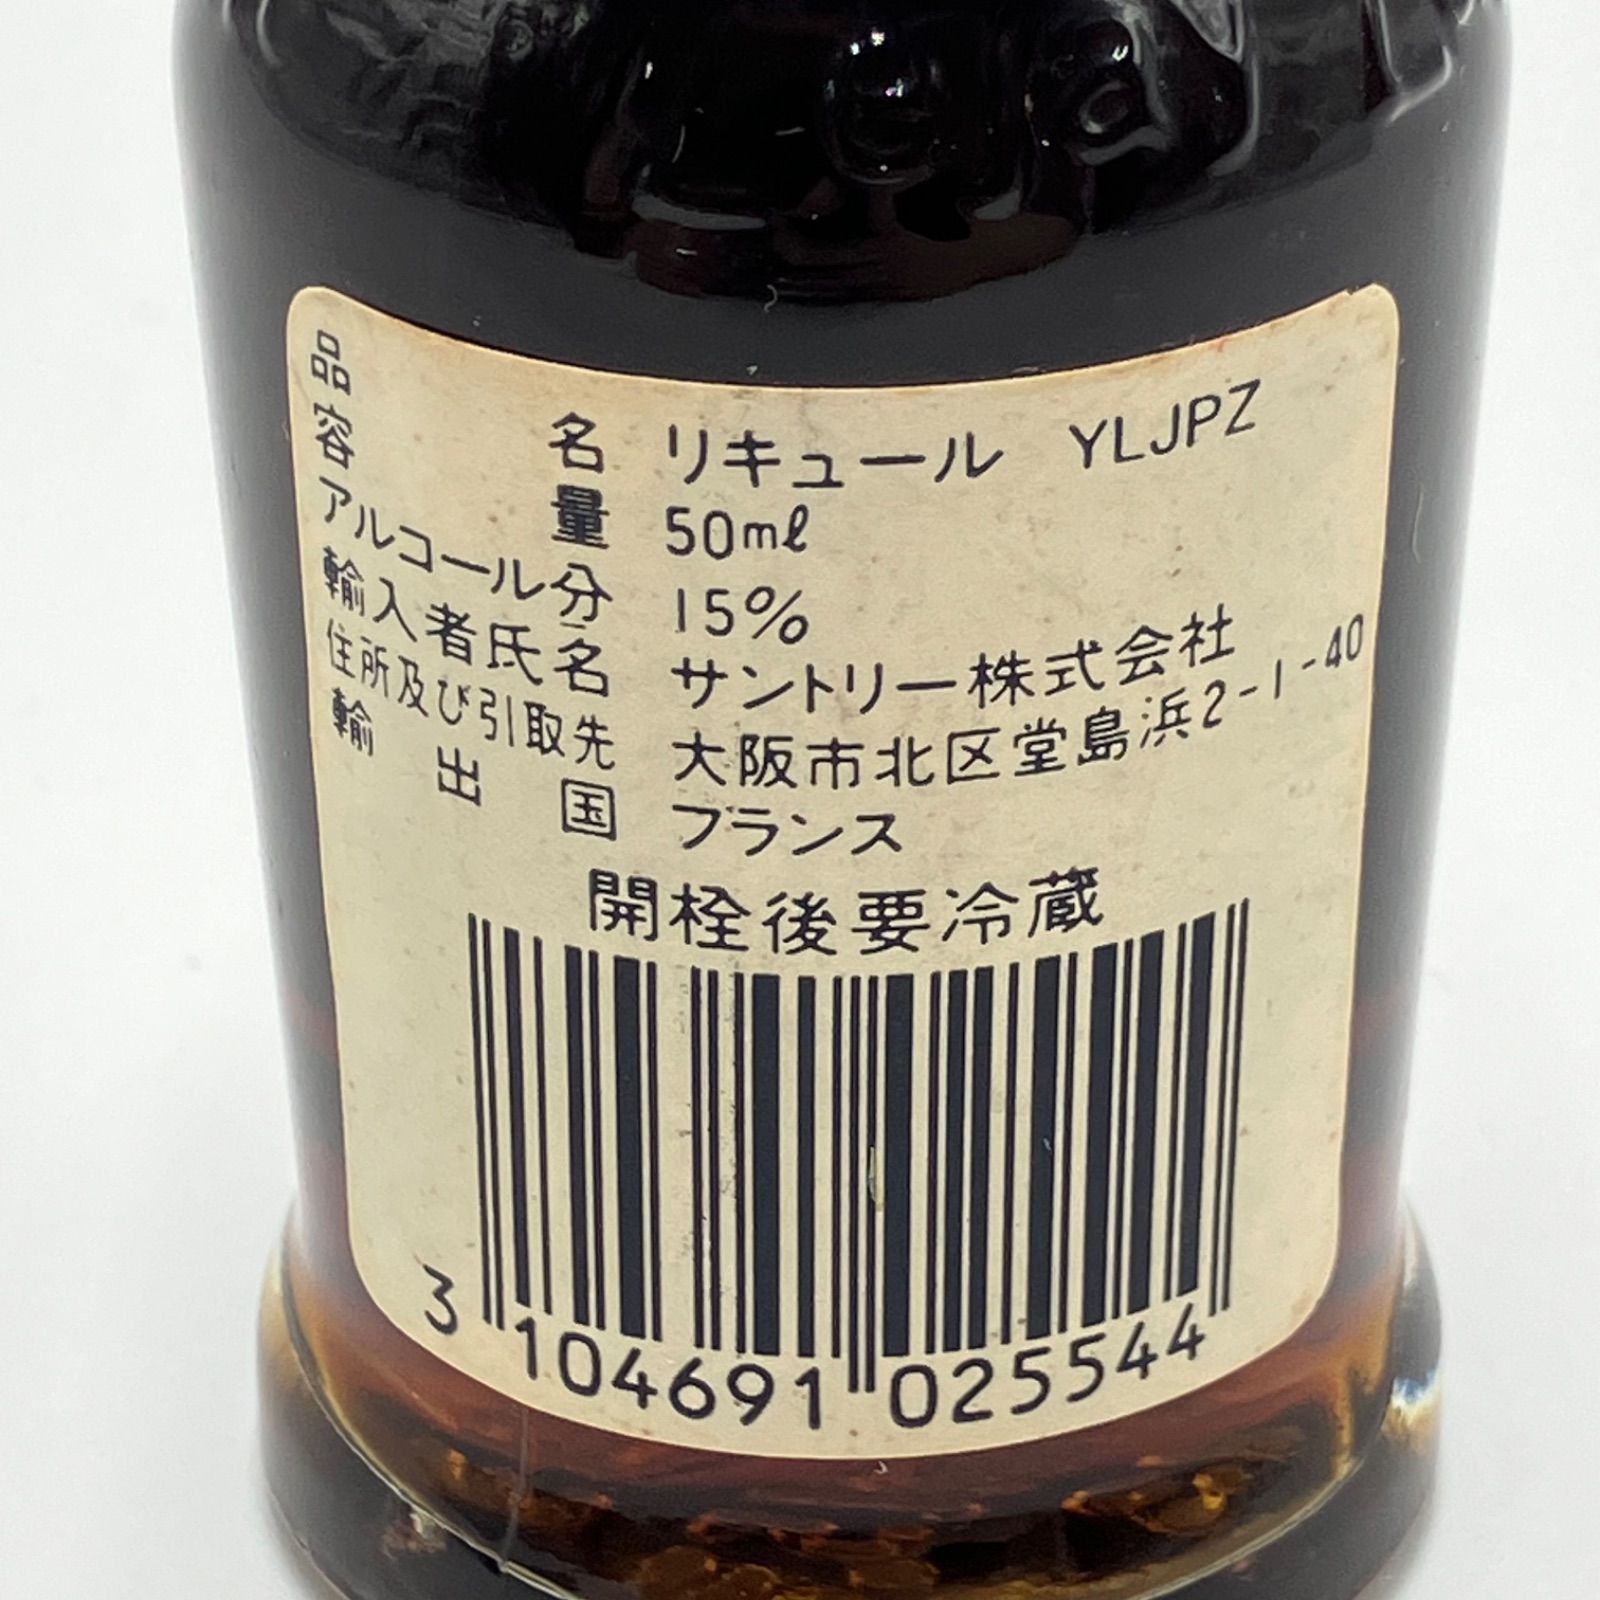 品名 リキュール YLJPZ
容量 50mℓ
アルコール分 15%
輸入者氏名 サントリー株式会社
住所及び引取先 大阪市北区堂島浜2-1-40
輸出国 フランス
開栓後要冷蔵
3 104691 025544